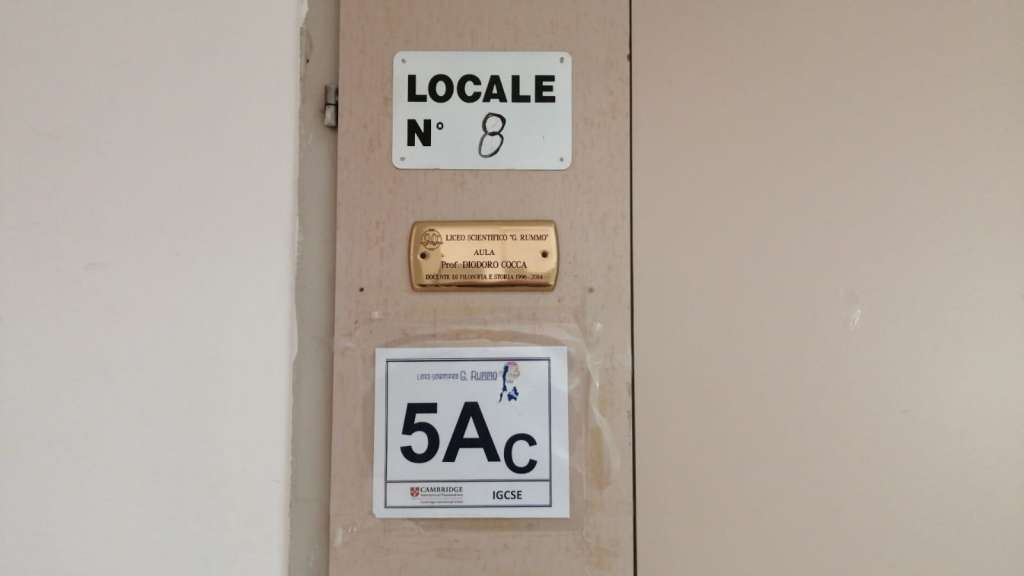 LOCALE
N° 8
LICEO SCIENTIFICO "G. RUMMO"
AULA
Prof. DIODORO COCCA
DOCENTE DI FILOSOFIA E STORIA 1996-2014
LICEO SCIENTIFICO G. RUMMO
5Ac
CAMBRIDGE
IGCSE